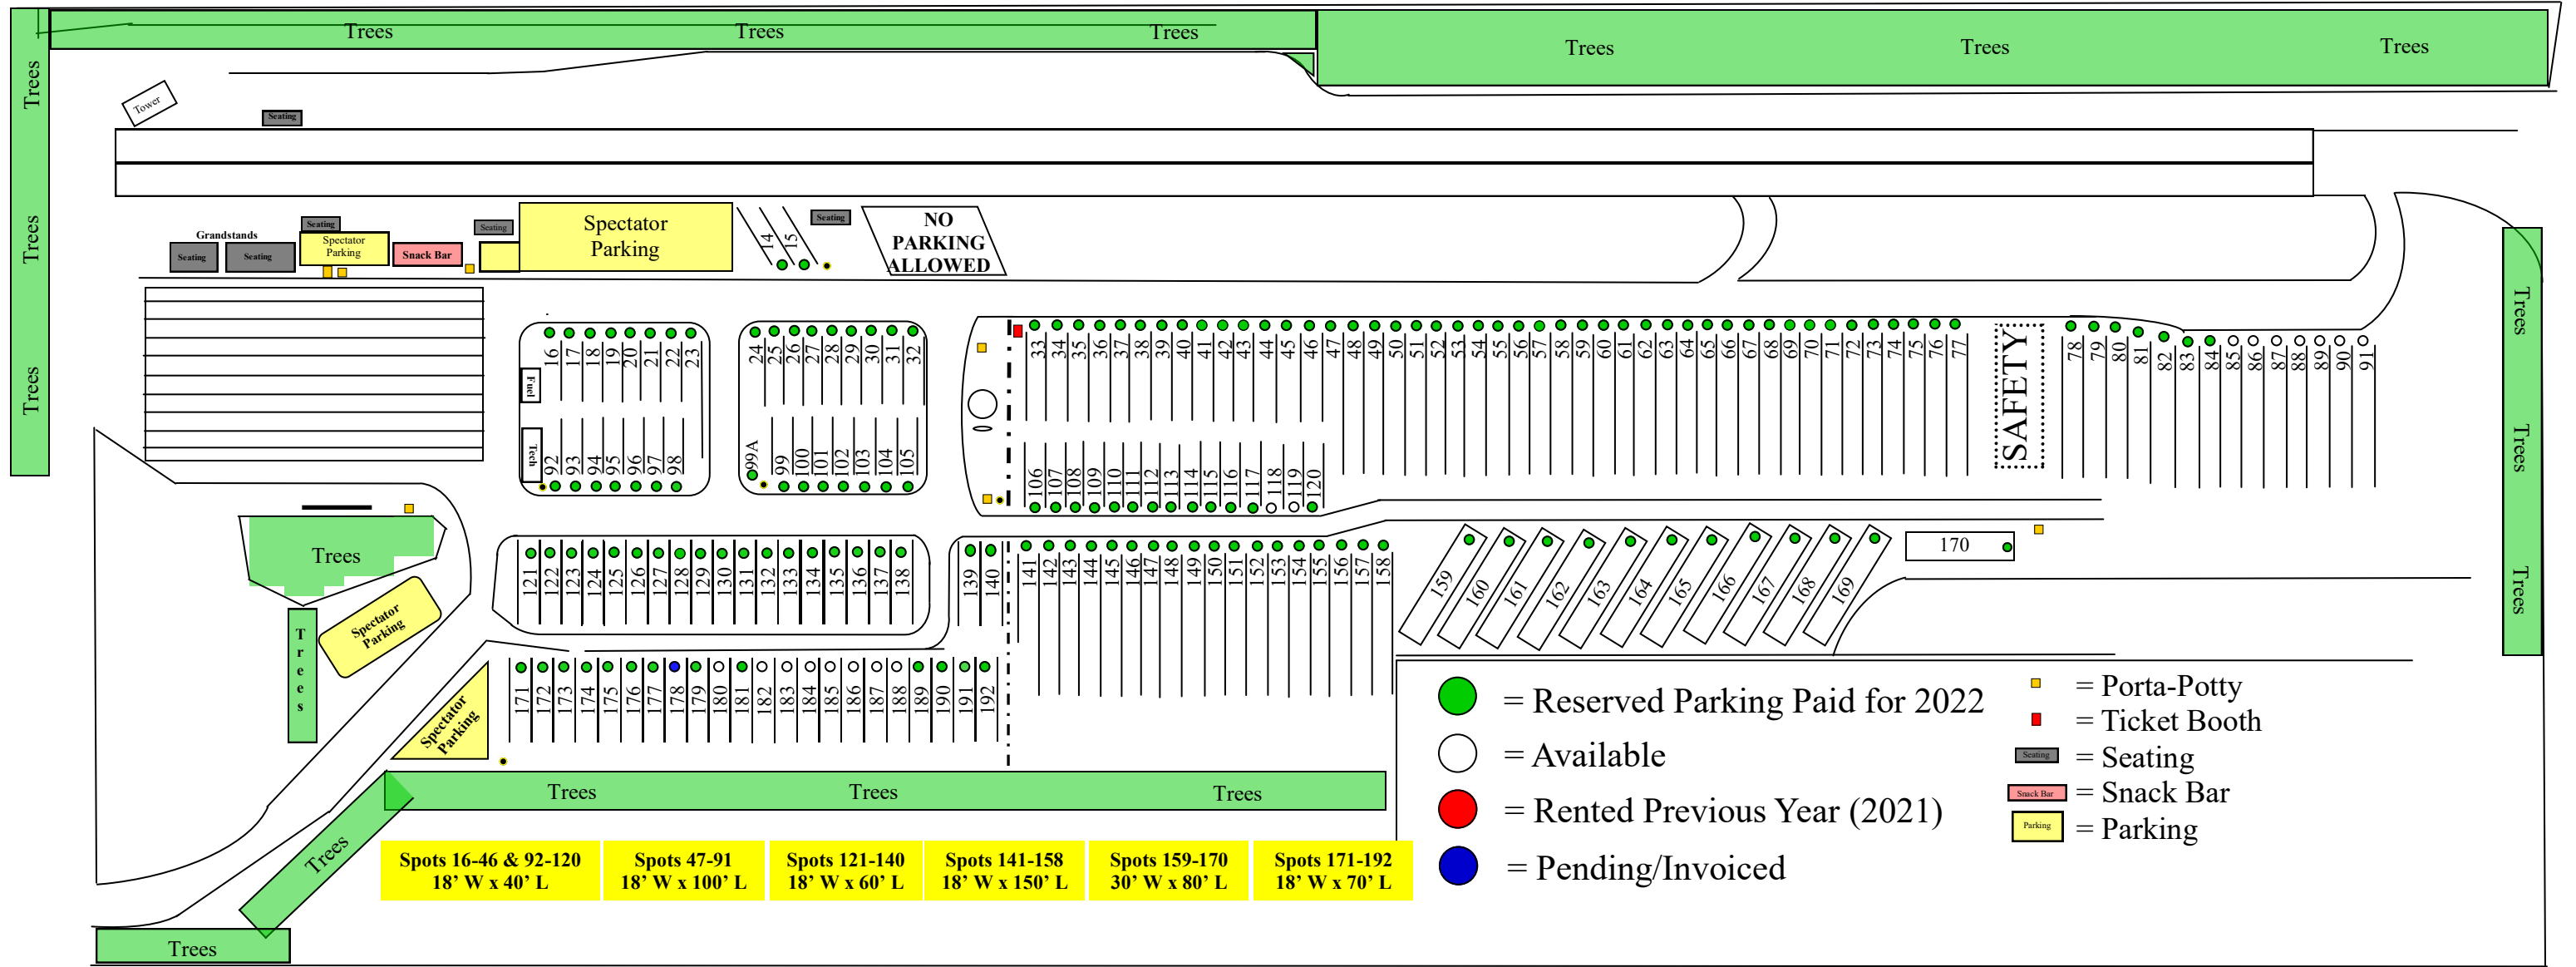 Trees Trees Trees Trees Trees Trees
Trees
Trees
Trees
Tower
Seating
Grandstands
Seating
Seating
Seating
Spectator
Parking
Snack Bar
Seating
Spectator
Parking
14
15
Seating
NO
PARKING
ALLOWED
Fuel
16 17 18 19 20 21 22 23
24 25 26 27 28 29 30 31 32
33 34 35 36 37 38 39 40 41 42 43 44 45 46 47 48 49 50 51 52 53 54 55 56 57 58 59 60 61 62 63 64 65 66 67 68 69 70 71 72 73 74 75 76 77
SAFETY
78 79 80 81 82 83 84 85 86 87 88 89 90 91
Trees
Trees
Trees
Tech
92 93 94 95 96 97 98
99A 99 100 101 102 103 104 105
106 107 108 109 110 111 112 113 114 115 116 117 118 119 120
Trees
Trees
Spectator
Parking
121 122 123 124 125 126 127 128 129 130 131 132 133 134 135 136 137 138
139 140
141 142 143 144 145 146 147 148 149 150 151 152 153 154 155 156 157 158
159 160 161 162 163 164 165 166 167 168 169
170
Spectator
Parking
171 172 173 174 175 176 177 178 179 180 181 182 183 184 185 186 187 188 189 190 191 192
Trees Trees Trees
Trees
Trees
Spots 16-46 & 92-120
18’ W x 40’ L
Spots 47-91
18’ W x 100’ L
Spots 121-140
18’ W x 60’ L
Spots 141-158
18’ W x 150’ L
Spots 159-170
30’ W x 80’ L
Spots 171-192
18’ W x 70’ L
= Reserved Parking Paid for 2022
= Available
= Rented Previous Year (2021)
= Pending/Invoiced
= Porta-Potty
= Ticket Booth
Seating = Seating
Snack Bar = Snack Bar
Parking = Parking